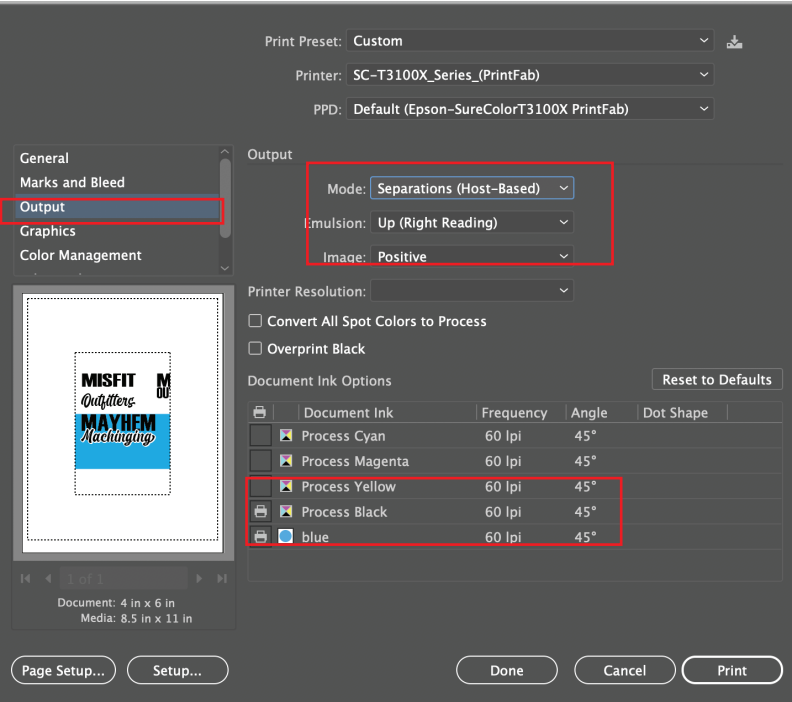 Print Preset: Custom
Printer: SC-T3100X_Series_(PrintFab)
PPD: Default (Epson-SureColorT3100X PrintFab)
General
Marks and Bleed
Output
Graphics
Color Management
Output
Mode: Separations (Host-Based)
Emulsion: Up (Right Reading)
Image: Positive
Printer Resolution:
Convert All Spot Colors to Process
Overprint Black
Document Ink Options
Reset to Defaults
Document Ink Frequency Angle Dot Shape
Process Cyan 60 lpi 45°
Process Magenta 60 lpi 45°
Process Yellow 60 lpi 45°
Process Black 60 lpi 45°
blue 60 lpi 45°
MISFIT M
Outfitters OU
MAYHEM
Machinging
1 of 1
Document: 4 in x 6 in
Media: 8.5 in x 11 in
Page Setup... Setup... Done Cancel Print